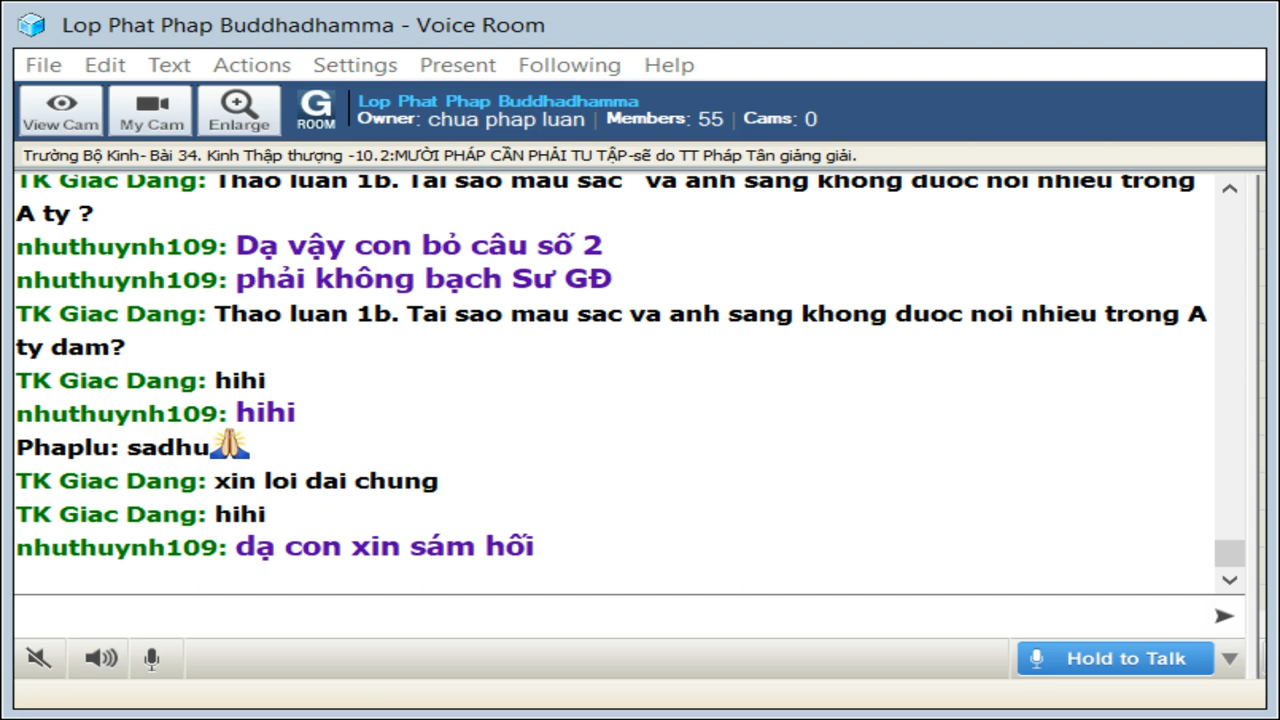 Lop Phat Phap Buddhadhamma - Voice Room
File Edit Text Actions Settings Present Following Help
View Cam My Cam Enlarge G ROOM
Lop Phat Phap Buddhadhamma
Owner: chua phap luan | Members: 55 | Cams: 0
Trường Bộ Kinh- Bài 34. Kinh Thập thượng -10.2:MƯỜI PHÁP CẦN PHẢI TU TẬP-sẽ do TT Pháp Tân giảng giải.
TK Giac Dang: Thao luan 1b. Tai sao mau sac va anh sang khong duoc noi nhieu trong
A ty ?
nhuthuynh109: Dạ vậy con bỏ câu số 2
nhuthuynh109: phải không bạch Sư GĐ
TK Giac Dang: Thao luan 1b. Tai sao mau sac va anh sang khong duoc noi nhieu trong A
ty dam?
TK Giac Dang: hihi
nhuthuynh109: hihi
Phaplu: sadhu🙏
TK Giac Dang: xin loi dai chung
TK Giac Dang: hihi
nhuthuynh109: dạ con xin sám hối
Hold to Talk